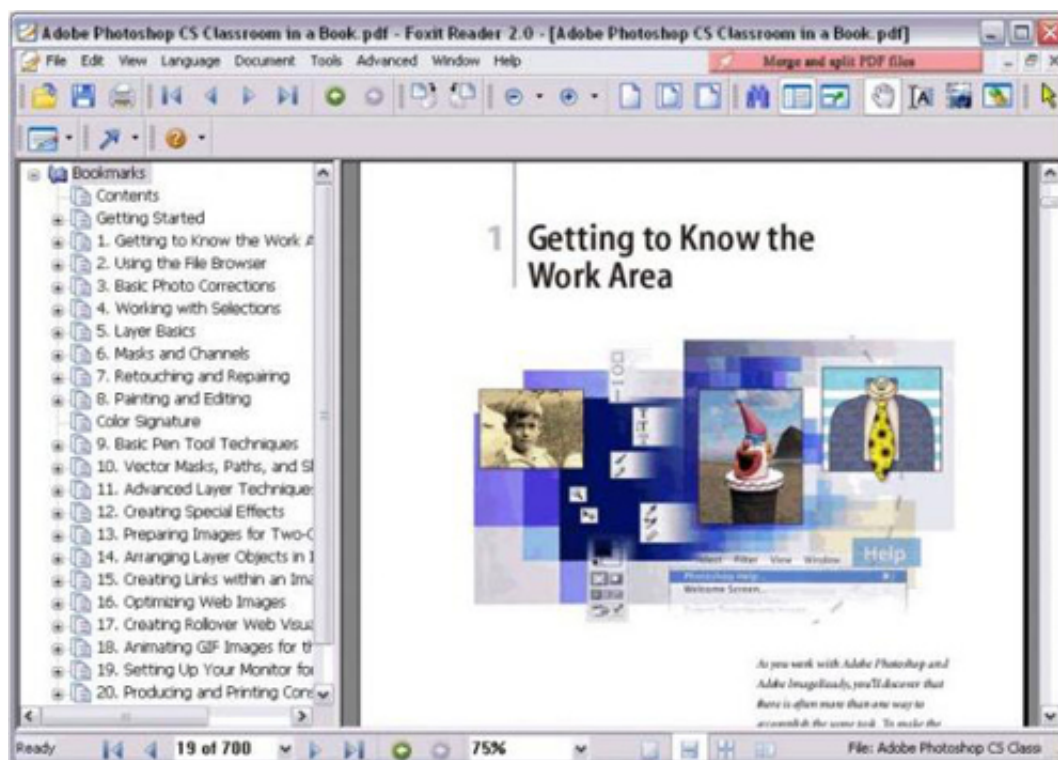 Adobe Photoshop CS Classroom in a Book.pdf - Foxit Reader 2.0 - [Adobe Photoshop CS Classroom in a Book.pdf]
File Edit View Language Document Tools Advanced Window Help
Merge and split PDF files
Bookmarks
Contents
Getting Started
1. Getting to Know the Work A
2. Using the File Browser
3. Basic Photo Corrections
4. Working with Selections
5. Layer Basics
6. Masks and Channels
7. Retouching and Repairing
8. Painting and Editing
Color Signature
9. Basic Pen Tool Techniques
10. Vector Masks, Paths, and Sh
11. Advanced Layer Technique
12. Creating Special Effects
13. Preparing Images for Two-C
14. Arranging Layer Objects in I
15. Creating Links within an Ima
16. Optimizing Web Images
17. Creating Rollover Web Visua
18. Animating GIF Images for th
19. Setting Up Your Monitor fo
20. Producing and Printing Cons
1 Getting to Know the
Work Area
Select Filter View Window Help
Photoshop Help...
Welcome Screen...
As you work with Adobe Photoshop and
Adobe ImageReady, you'll discover that
there is often more than one way to
accomplish the same task. To make the
Ready 19 of 700 75% File: Adobe Photoshop CS Classi